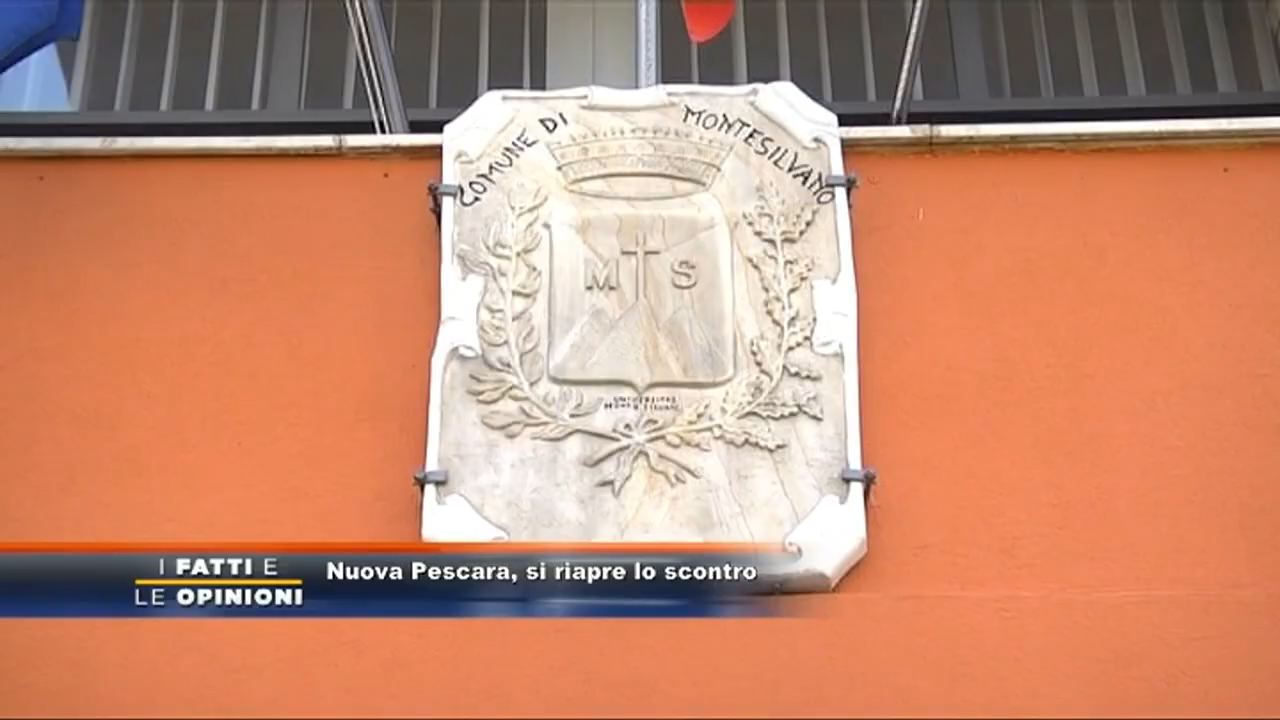 COMUNE DI MONTESILVANO
M S
I FATTI E
LE OPINIONI
Nuova Pescara, si riapre lo scontro